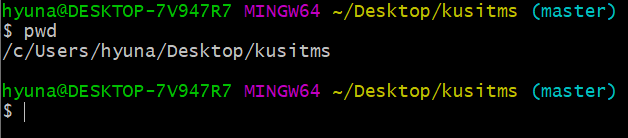 hyuna@DESKTOP-7V947R7 MINGW64 ~/Desktop/kusitms (master)
$ pwd
/c/Users/hyuna/Desktop/kusitms
hyuna@DESKTOP-7V947R7 MINGW64 ~/Desktop/kusitms (master)
$